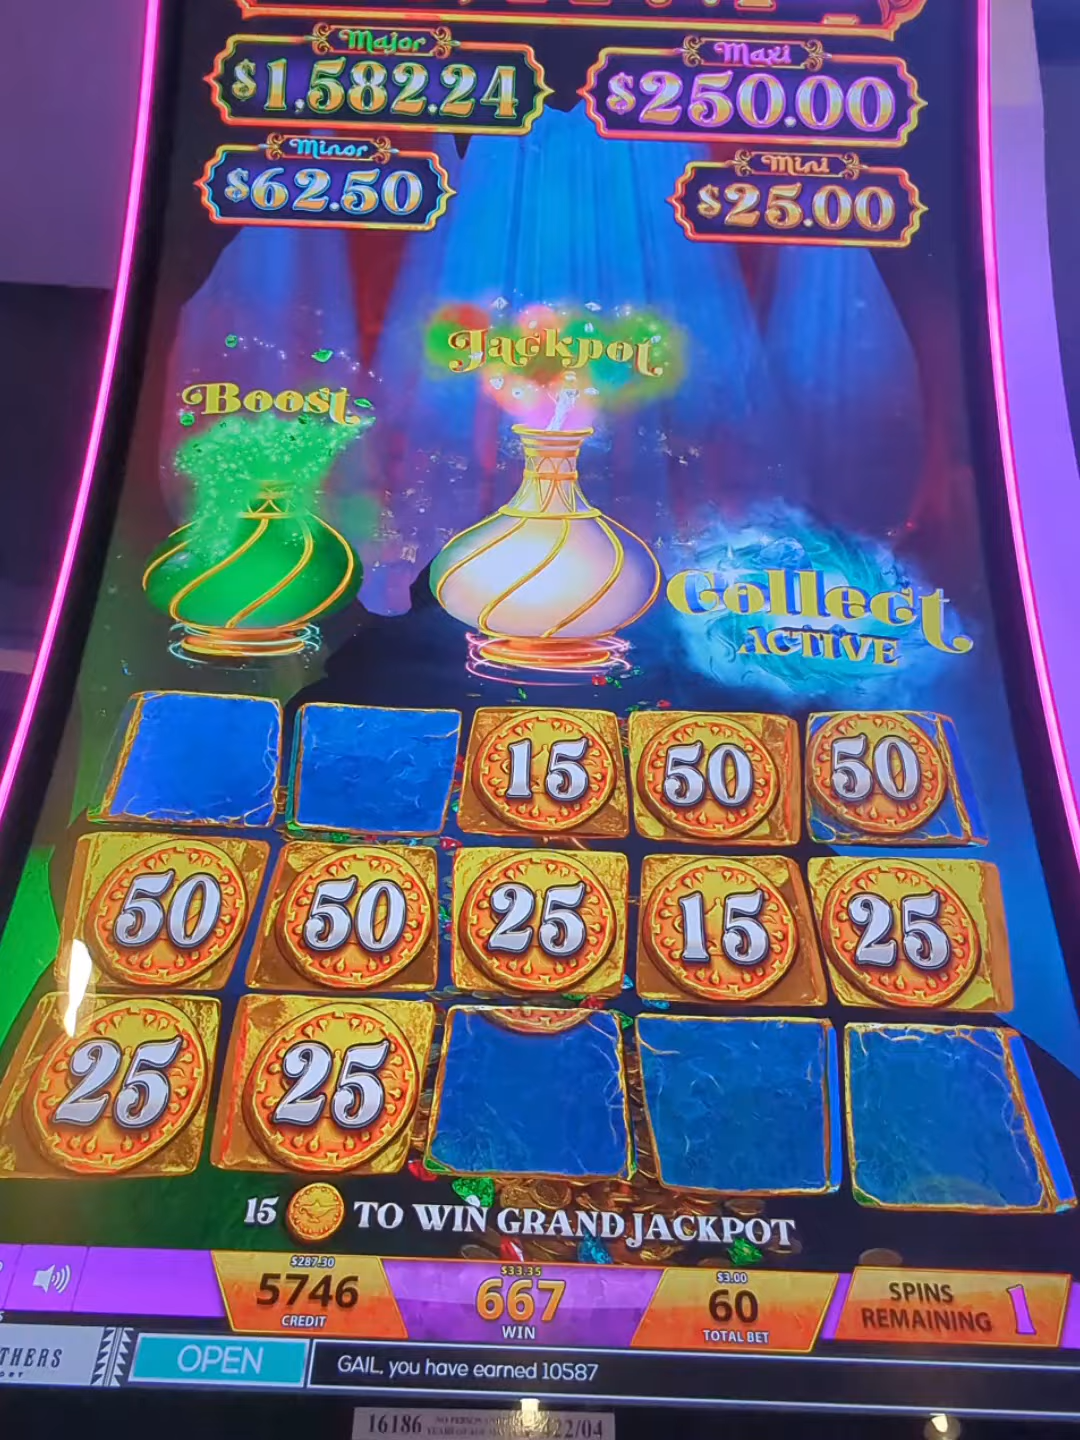 Major
$1,582.24
Maxi
$250.00
Minor
$62.50
Mini
$25.00
Jackpot
Boost
Collect
ACTIVE
15 50 50
50 50 25 15 25
25 25
15 TO WIN GRAND JACKPOT
$287.30
5746
CREDIT
$33.35
667
WIN
$3.00
60
TOTAL BET
SPINS
REMAINING 1
THERS
OPEN
GAIL, you have earned 10587
16186
22/04